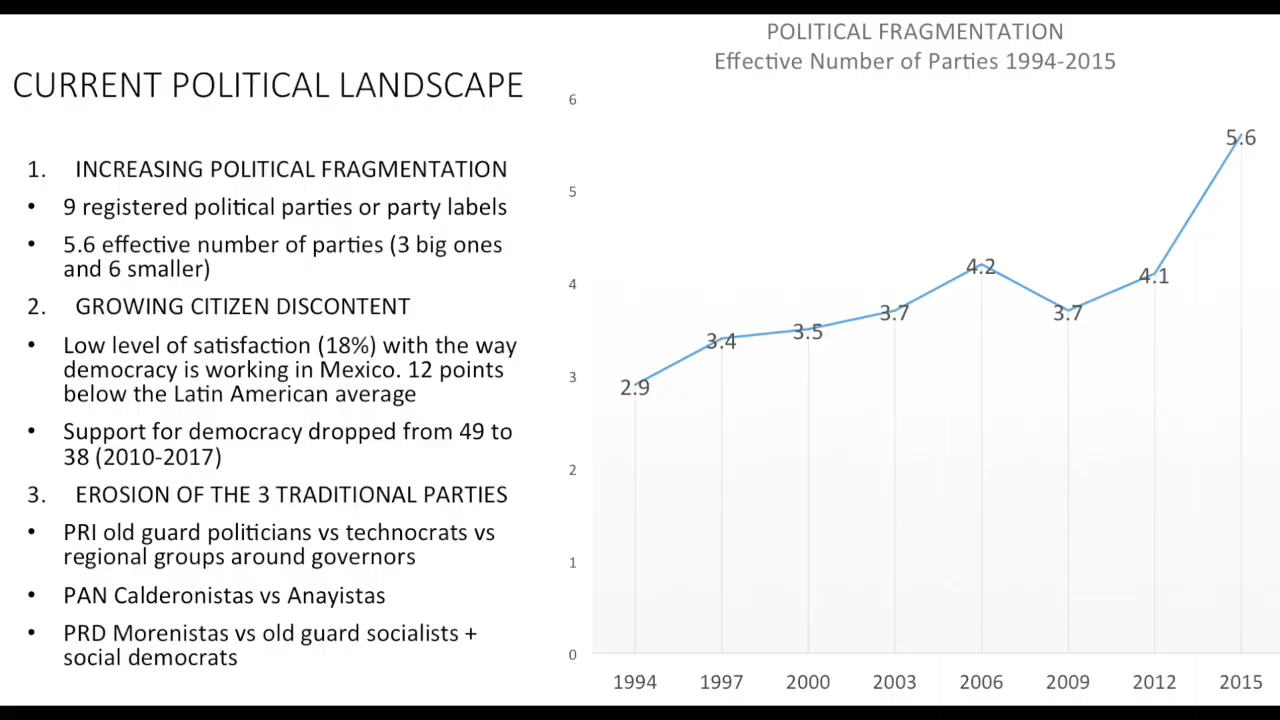 CURRENT POLITICAL LANDSCAPE
1. INCREASING POLITICAL FRAGMENTATION
• 9 registered political parties or party labels
• 5.6 effective number of parties (3 big ones
and 6 smaller)
2. GROWING CITIZEN DISCONTENT
• Low level of satisfaction (18%) with the way
democracy is working in Mexico. 12 points
below the Latin American average
• Support for democracy dropped from 49 to
38 (2010-2017)
3. EROSION OF THE 3 TRADITIONAL PARTIES
• PRI old guard politicians vs technocrats vs
regional groups around governors
• PAN Calderonistas vs Anayistas
• PRD Morenistas vs old guard socialists +
social democrats
POLITICAL FRAGMENTATION
Effective Number of Parties 1994-2015
6
5
4
3
2
1
0
2.9
3.4
3.5
3.7
4.2
3.7
4.1
5.6
1994 1997 2000 2003 2006 2009 2012 2015